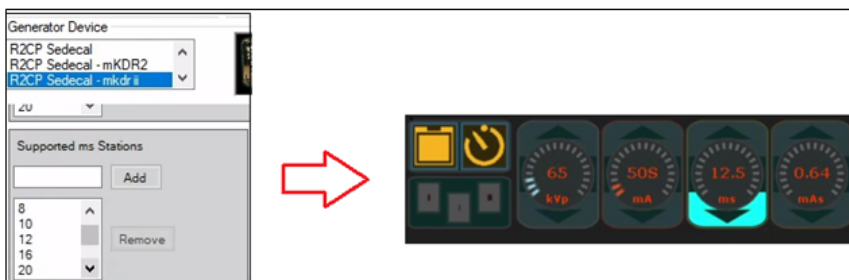 Generator Device
R2CP Sedecal
R2CP Sedecal - mKDR2
R2CP Sedecal - mkdr ii
20
Supported ms Stations
Add
8
10
12
16
20
Remove
65
kVp
50S
mA
12.5
ms
0.64
mAs